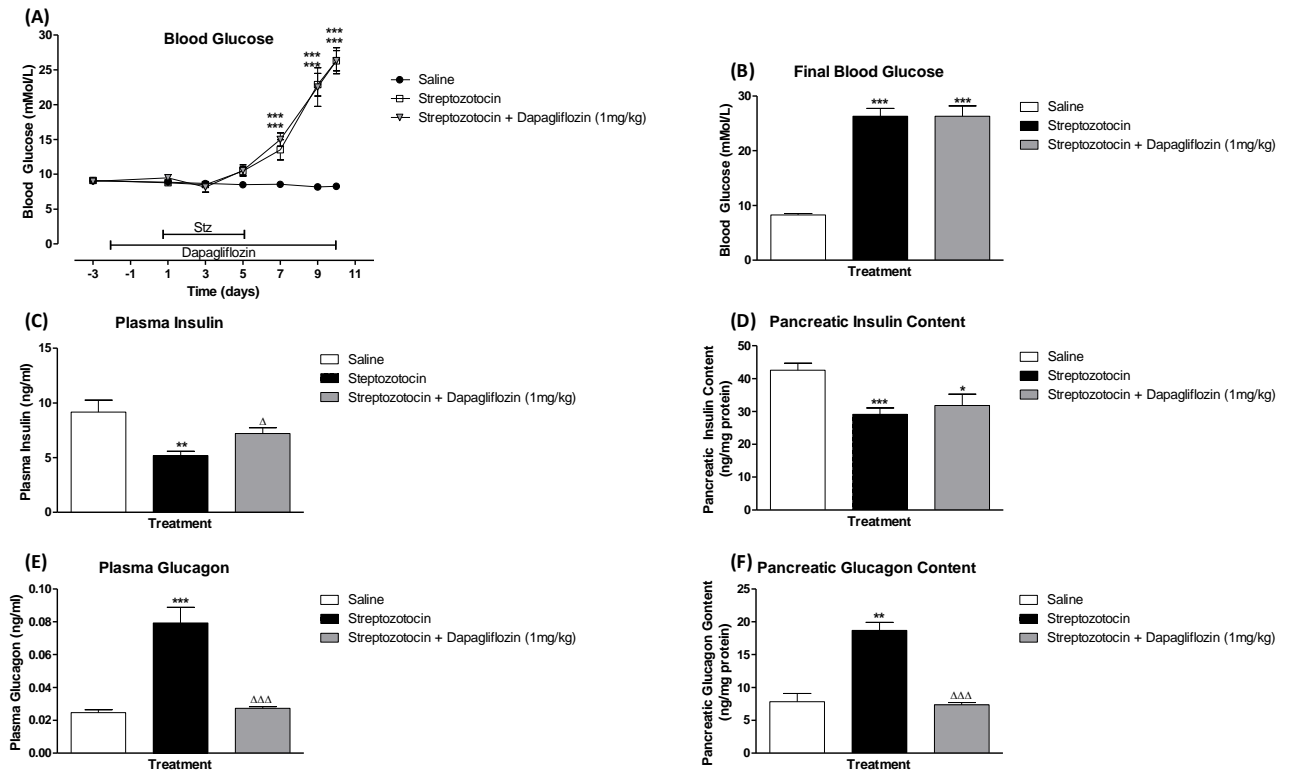 (A)
Blood Glucose
Blood Glucose (mMol/L)
30
25
20
15
10
5
0
***
***
***
***
***
***
Stz
Dapagliflozin
-3 -1 1 3 5 7 9 11
Time (days)
Saline
Streptozotocin
Streptozotocin + Dapagliflozin (1mg/kg)
(B)
Final Blood Glucose
Blood Glucose (mMol/L)
30
20
10
0
*** ***
Treatment
Saline
Streptozotocin
Streptozotocin + Dapagliflozin (1mg/kg)
(C)
Plasma Insulin
Plasma Insulin (ng/ml)
15
10
5
0
** Δ
Treatment
Saline
Steptozotocin
Streptozotocin + Dapagliflozin (1mg/kg)
(D)
Pancreatic Insulin Content
Pancreatic Insulin Content
(ng/mg protein)
50
40
30
20
10
0
*** *
Treatment
Saline
Streptozotocin
Streptozotocin + Dapagliflozin (1mg/kg)
(E)
Plasma Glucagon
Plasma Glucagon (ng/ml)
0.10
0.08
0.06
0.04
0.02
0.00
*** ΔΔΔ
Treatment
Saline
Streptozotocin
Streptozotocin + Dapagliflozin (1mg/kg)
(F)
Pancreatic Glucagon Content
Pancreatic Glucagon Gontent
(ng/mg protein)
25
20
15
10
5
0
** ΔΔΔ
Treatment
Saline
Streptozotocin
Streptozotocin + Dapagliflozin (1mg/kg)